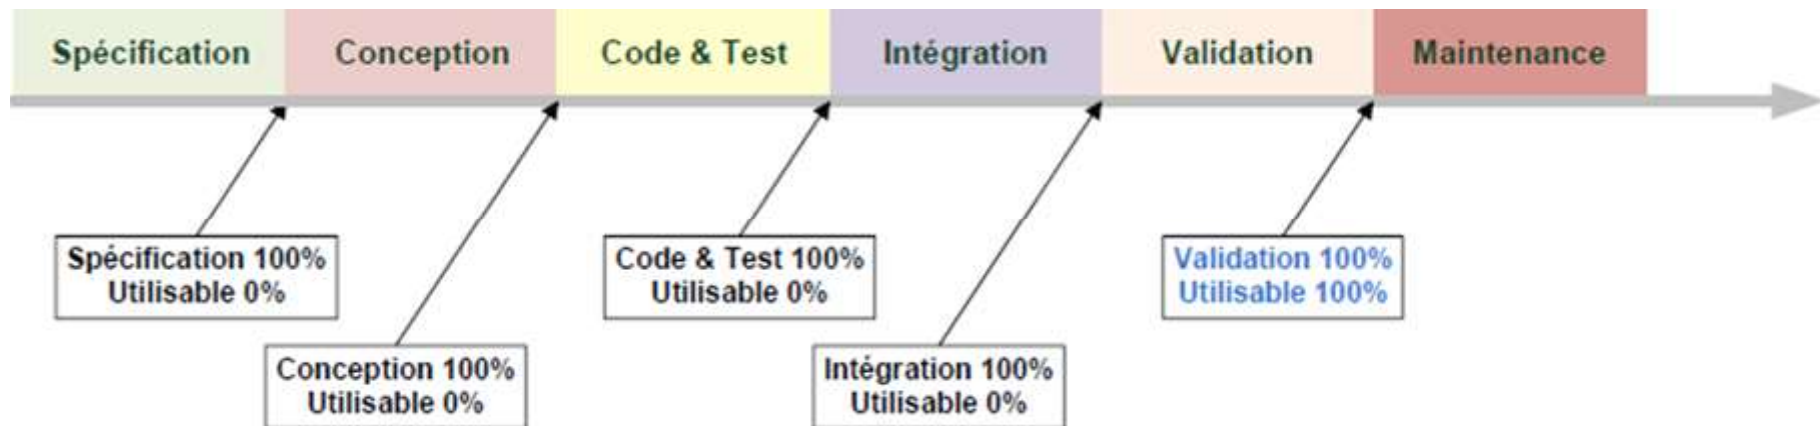 Spécification Conception Code & Test Intégration Validation Maintenance
Spécification 100%
Utilisable 0%
Code & Test 100%
Utilisable 0%
Validation 100%
Utilisable 100%
Conception 100%
Utilisable 0%
Intégration 100%
Utilisable 0%